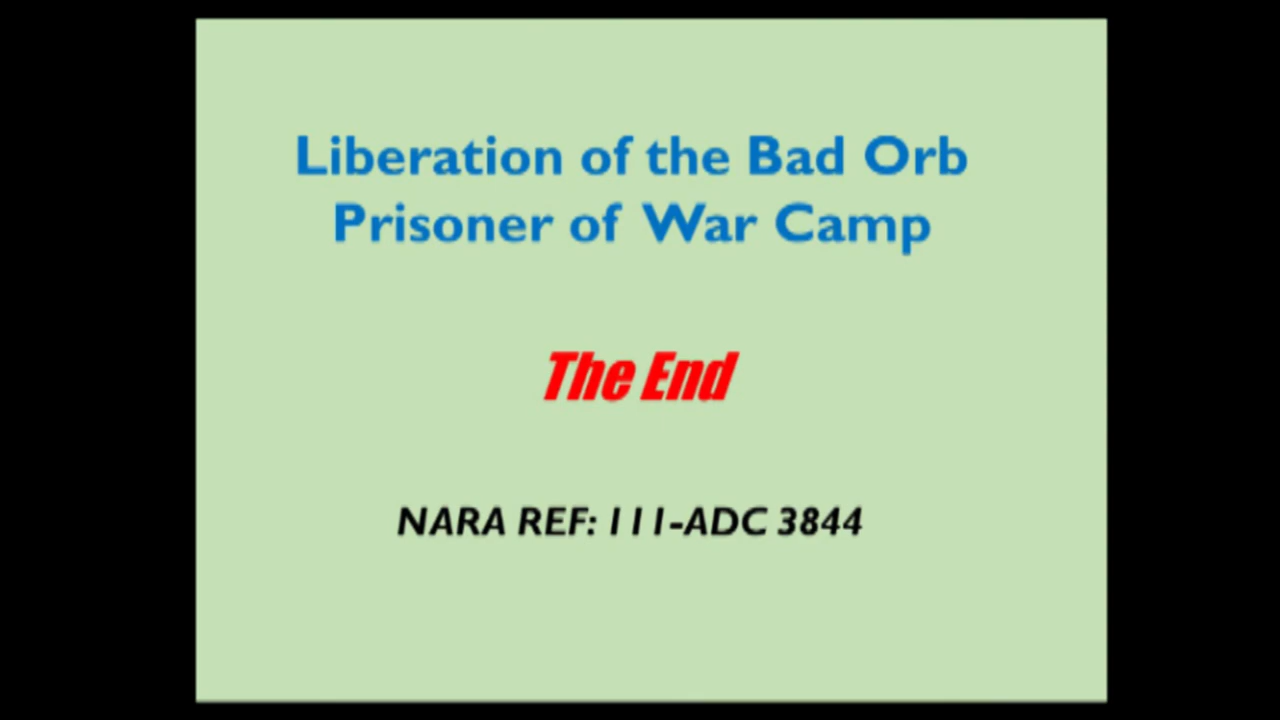 Liberation of the Bad Orb
Prisoner of War Camp
The End
NARA REF: 111-ADC 3844